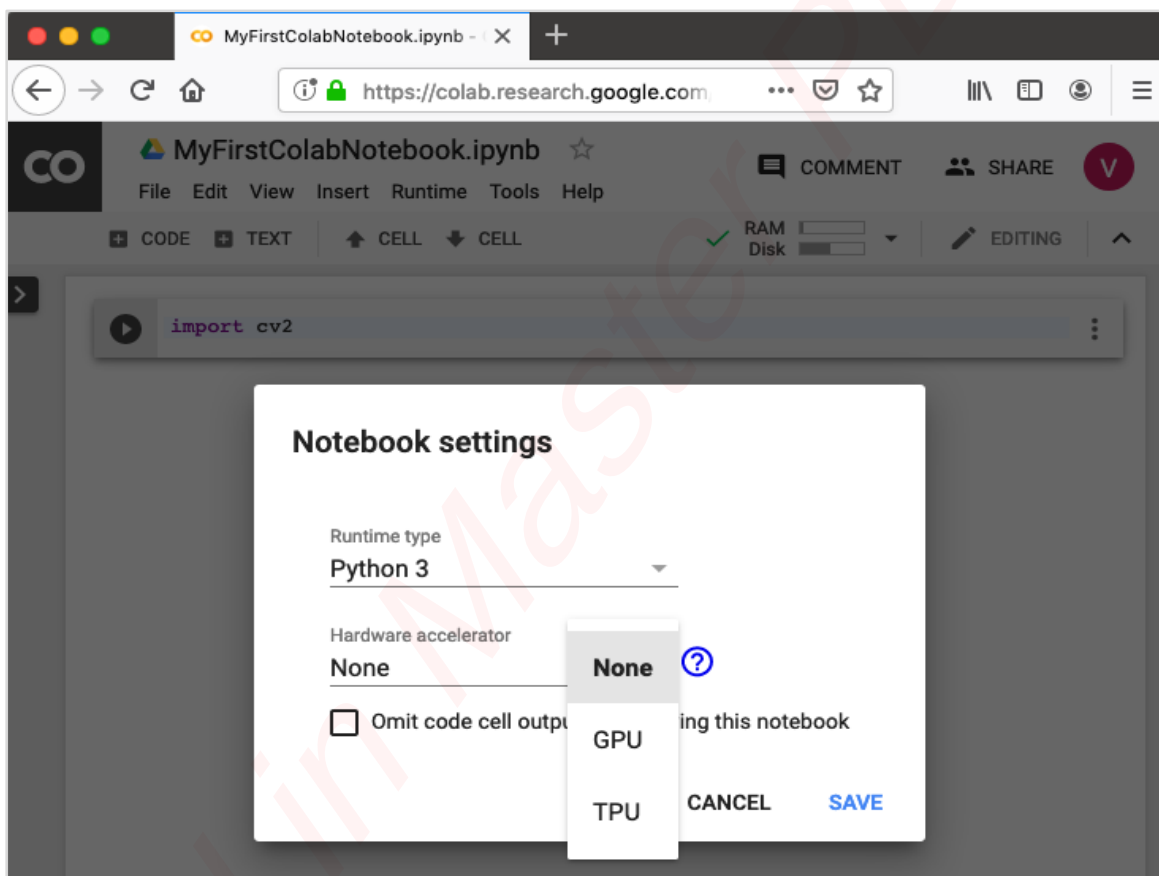 MyFirstColabNotebook.ipynb - 
https://colab.research.google.com
CO
MyFirstColabNotebook.ipynb
COMMENT
SHARE
V
File Edit View Insert Runtime Tools Help
CODE TEXT CELL CELL
RAM
Disk
EDITING
import cv2
Notebook settings
Runtime type
Python 3
Hardware accelerator
None
None
GPU
TPU
Omit code cell outpu ing this notebook
CANCEL SAVE
in Master